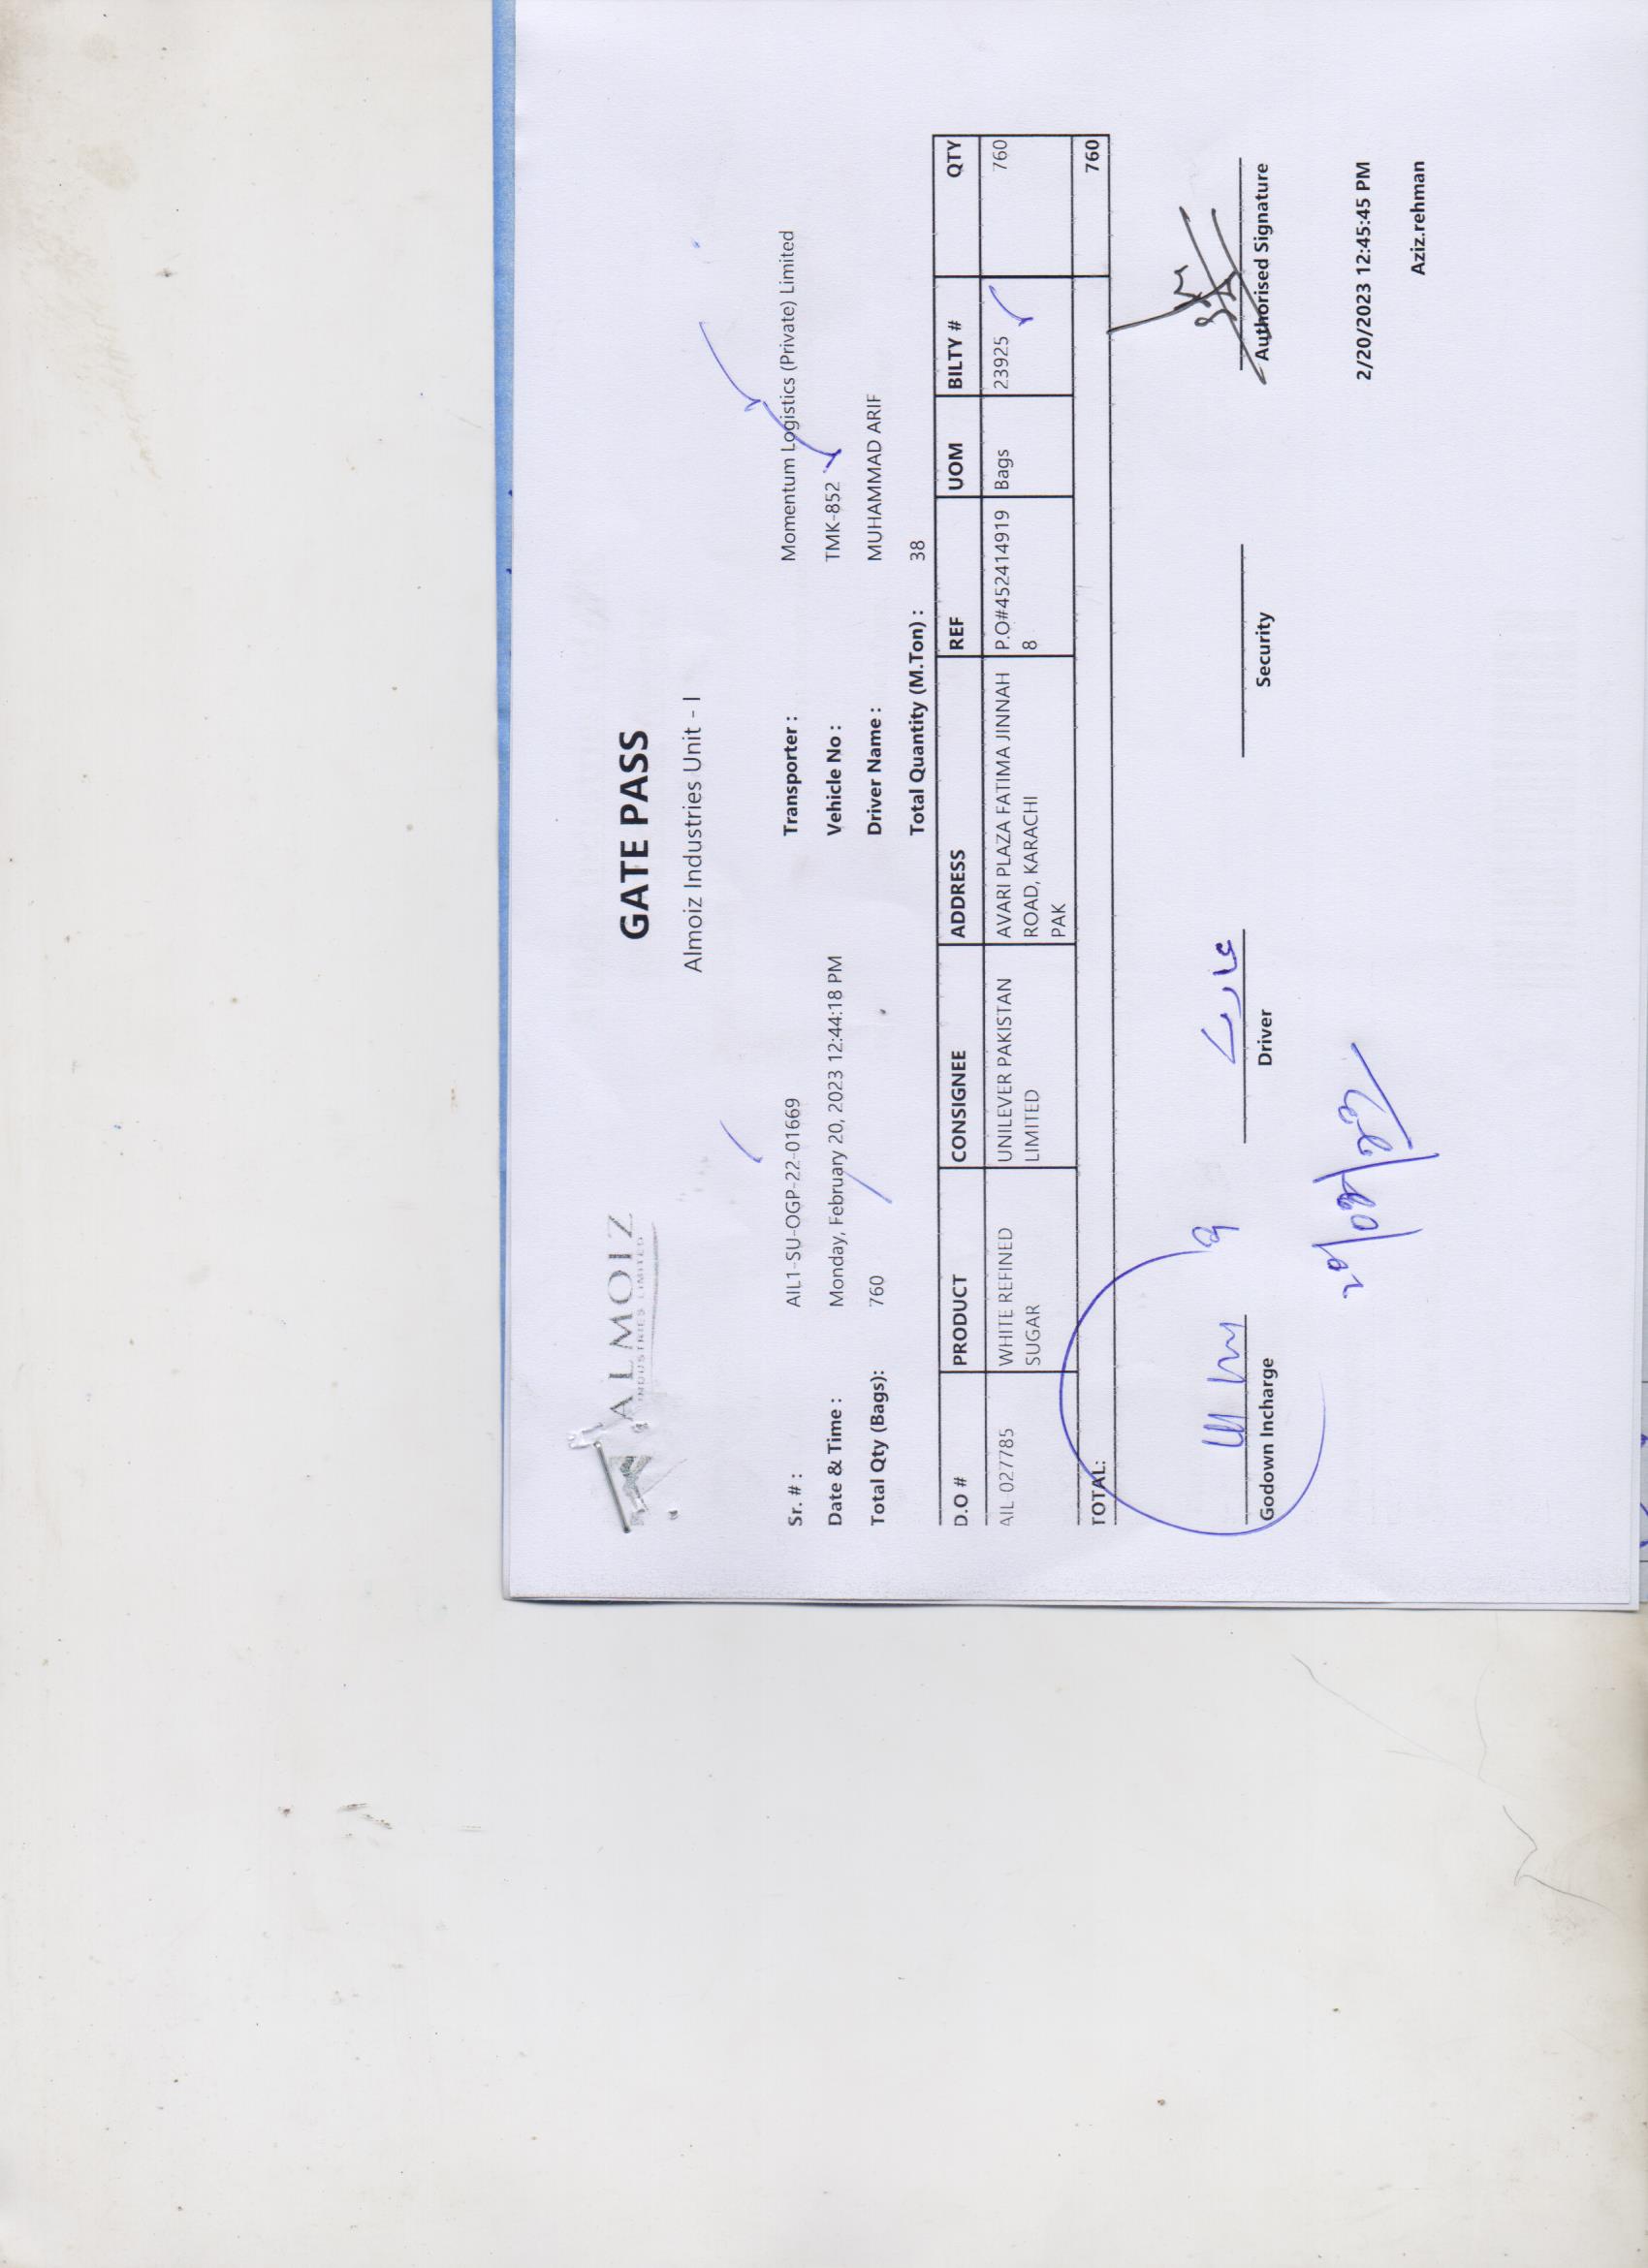 ALMOIZ
INDUSTRIES LIMITED
GATE PASS
Almoiz Industries Unit - I
Sr. # : AIL1-SU-OGP-22-01669 Transporter : Momentum Logistics (Private) Limited
Date & Time : Monday, February 20, 2023 12:44:18 PM Vehicle No : TMK-852
Total Qty (Bags): 760 Driver Name : MUHAMMAD ARIF
Total Quantity (M.Ton) : 38
D.O # PRODUCT CONSIGNEE ADDRESS REF UOM BILTY # QTY
AIL 027785 WHITE REFINED UNILEVER PAKISTAN AVARI PLAZA FATIMA JINNAH P.O#452414919 Bags 23925 760
SUGAR LIMITED ROAD, KARACHI 8
PAK
TOTAL: 760
عارف
Godown Incharge Driver Security Authorised Signature
2/20/2023 12:45:45 PM
Aziz.rehman